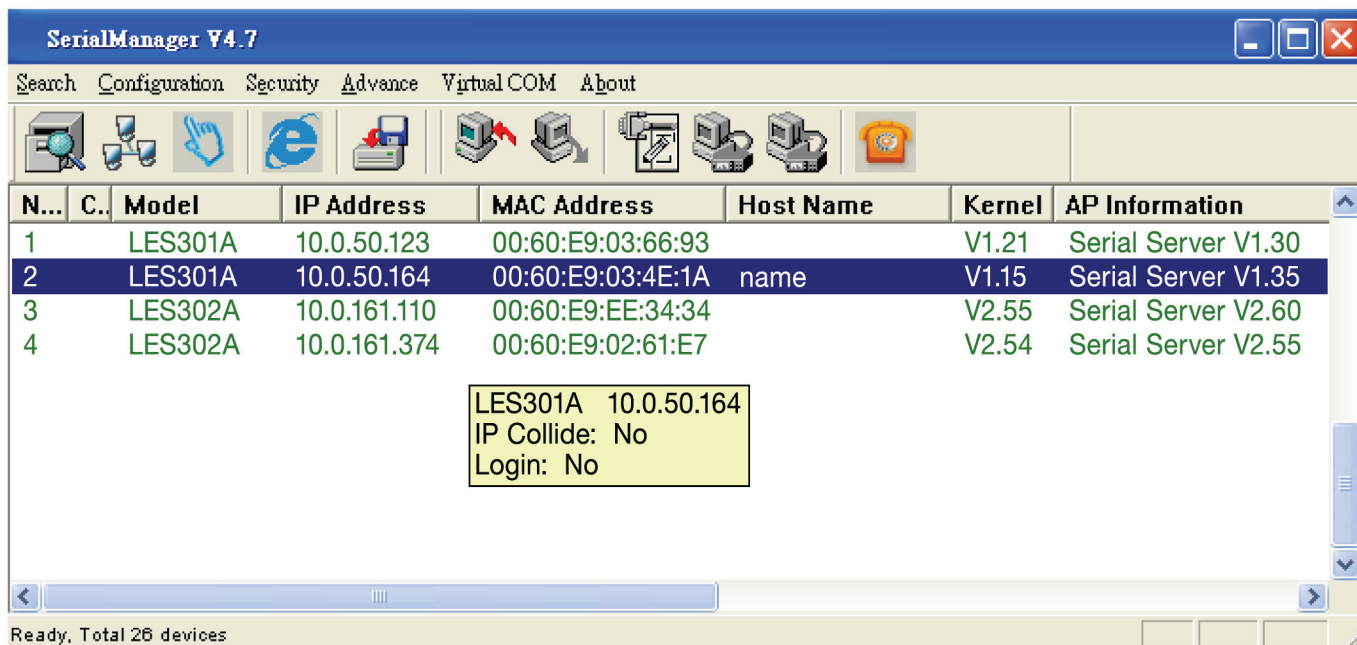 SerialManager V4.7
Search Configuration Security Advance Virtual COM About
N... C.. Model IP Address MAC Address Host Name Kernel AP Information
1 LES301A 10.0.50.123 00:60:E9:03:66:93 V1.21 Serial Server V1.30
2 LES301A 10.0.50.164 00:60:E9:03:4E:1A name V1.15 Serial Server V1.35
3 LES302A 10.0.161.110 00:60:E9:EE:34:34 V2.55 Serial Server V2.60
4 LES302A 10.0.161.374 00:60:E9:02:61:E7 V2.54 Serial Server V2.55
LES301A 10.0.50.164
IP Collide: No
Login: No
Ready, Total 26 devices